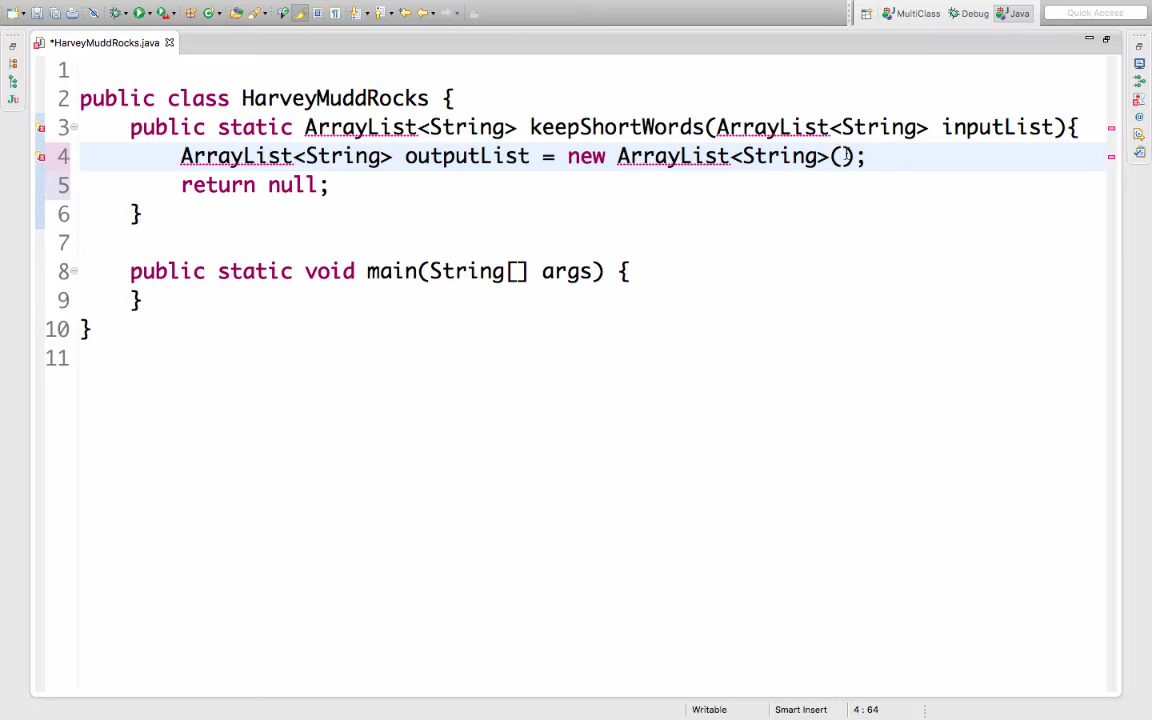 MultiClass Debug Java Quick Access
*HarveyMuddRocks.java
1
2 public class HarveyMuddRocks {
3 public static ArrayList<String> keepShortWords(ArrayList<String> inputList){
4 ArrayList<String> outputList = new ArrayList<String>();
5 return null;
6 }
7
8 public static void main(String[] args) {
9 }
10 }
11
Writable Smart Insert 4 : 64